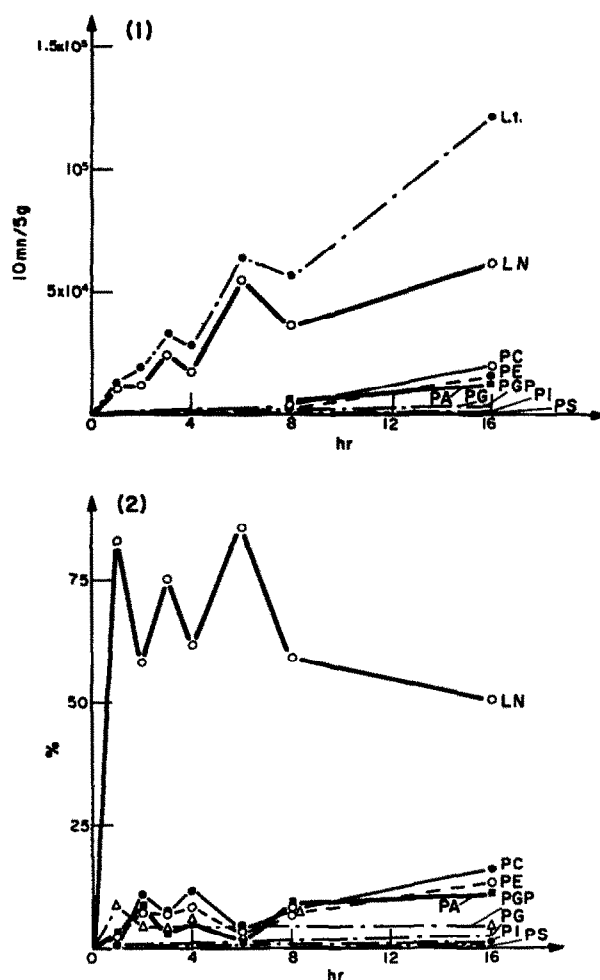 (1)
1.5x10⁵
L.t.
10⁵
10mn/5g
LN
5x10⁴
PC
PE
PGP
PA PG PI
PS
0 4 8 12 16
hr
(2)
75
LN
50
%
25
PC
PE
PGP
PA
PG
PI PS
0 4 8 12 16
hr